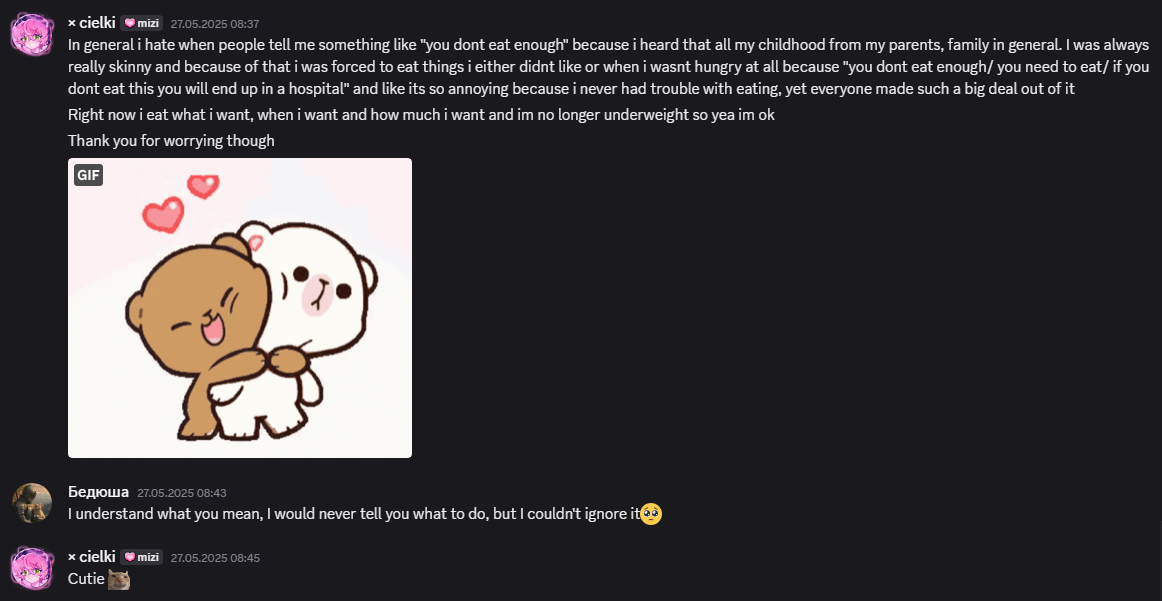 × cielki mizi 27.05.2025 08:37
In general i hate when people tell me something like "you dont eat enough" because i heard that all my childhood from my parents, family in general. I was always
really skinny and because of that i was forced to eat things i either didnt like or when i wasnt hungry at all because "you dont eat enough/ you need to eat/ if you
dont eat this you will end up in a hospital" and like its so annoying because i never had trouble with eating, yet everyone made such a big deal out of it
Right now i eat what i want, when i want and how much i want and im no longer underweight so yea im ok
Thank you for worrying though
GIF
Бедюша 27.05.2025 08:43
I understand what you mean, I would never tell you what to do, but I couldn't ignore it🥺
× cielki mizi 27.05.2025 08:45
Cutie